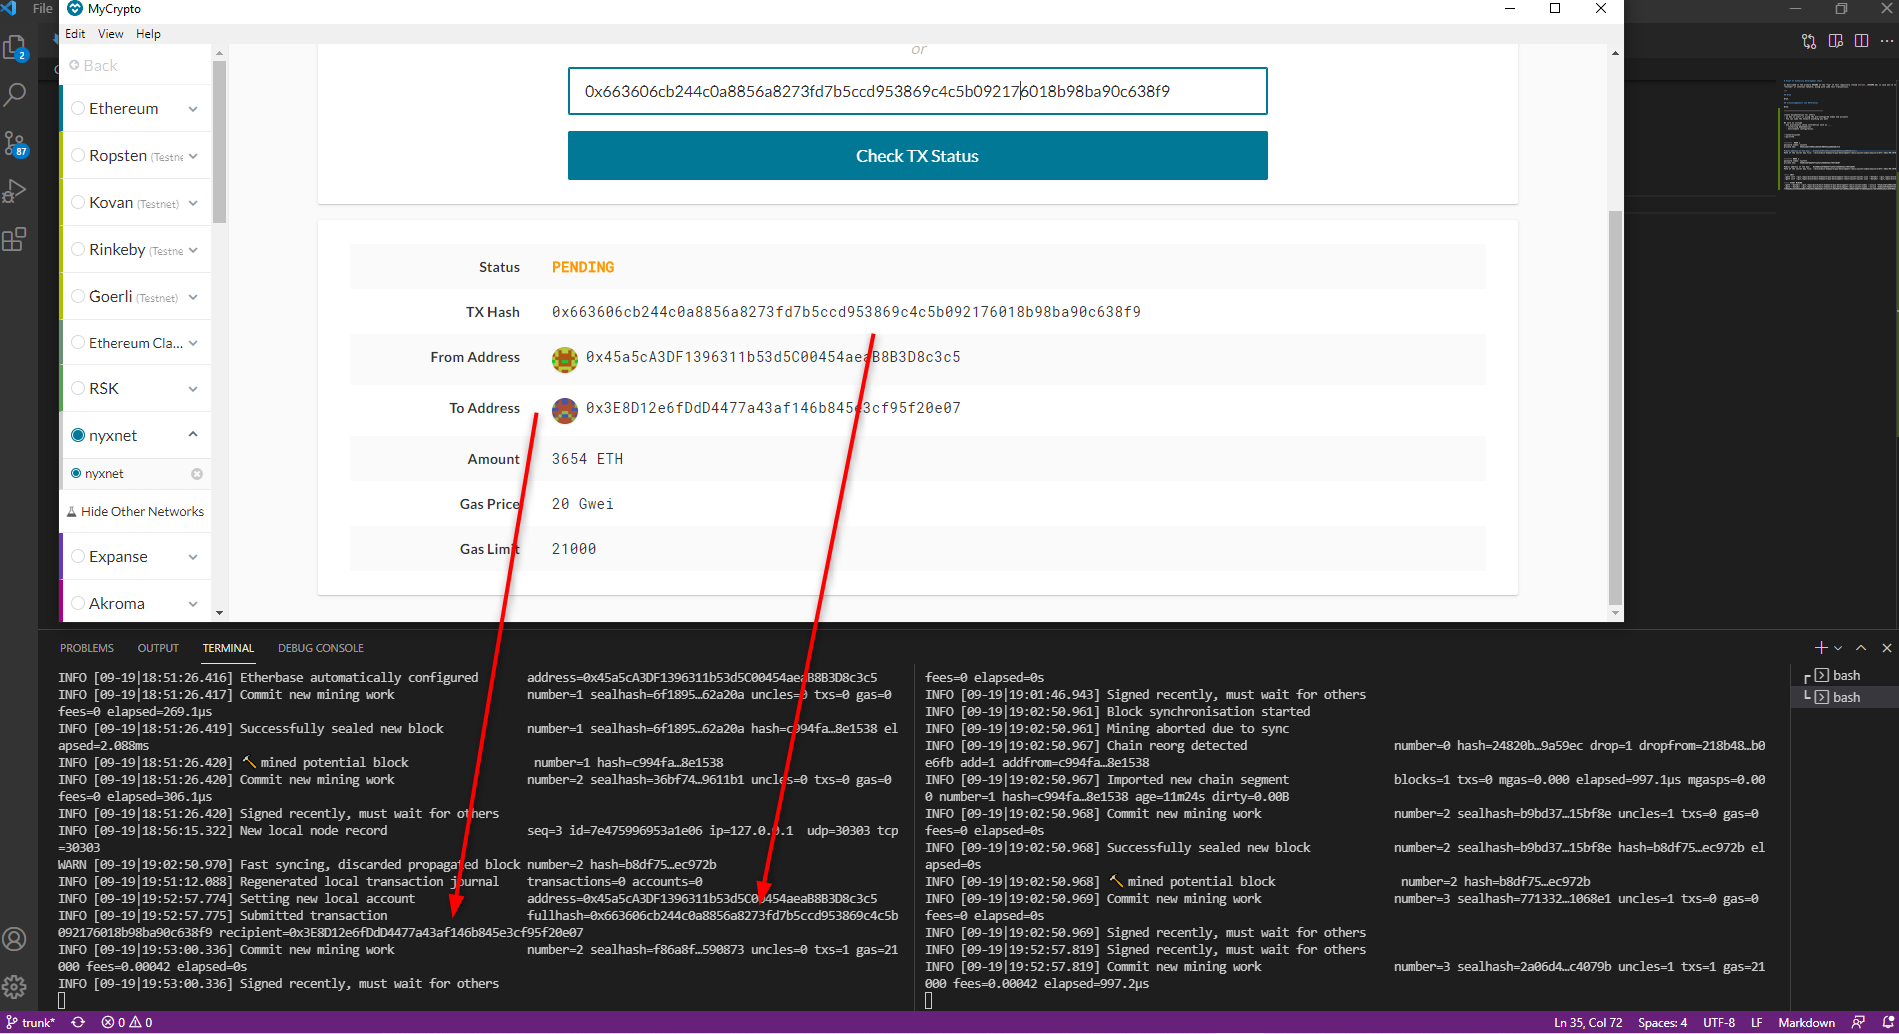 File
MyCrypto
Edit View Help
2
87
Back
Ethereum
Ropsten (Testne
Kovan (Testnet)
Rinkeby (Testne
Goerli (Testnet)
Ethereum Cla...
RSK
nyxnet
nyxnet
Hide Other Networks
Expanse
Akroma
or
0x663606cb244c0a8856a8273fd7b5ccd953869c4c5b092176018b98ba90c638f9
Check TX Status
Status PENDING
TX Hash 0x663606cb244c0a8856a8273fd7b5ccd953869c4c5b092176018b98ba90c638f9
From Address 0x45a5cA3DF1396311b53d5C00454aeaB8B3D8c3c5
To Address 0x3E8D12e6fDdD4477a43af146b845e3cf95f20e07
Amount 3654 ETH
Gas Price 20 Gwei
Gas Limit 21000
PROBLEMS OUTPUT TERMINAL DEBUG CONSOLE
INFO [09-19|18:51:26.416] Etherbase automatically configured address=0x45a5cA3DF1396311b53d5C00454aeaB8B3D8c3c5
INFO [09-19|18:51:26.417] Commit new mining work number=1 sealhash=6f1895…62a20a uncles=0 txs=0 gas=0
fees=0 elapsed=269.1µs
INFO [09-19|18:51:26.419] Successfully sealed new block number=1 sealhash=6f1895…62a20a hash=c994fa…8e1538 el
apsed=2.088ms
INFO [09-19|18:51:26.420] 🔨 mined potential block number=1 hash=c994fa…8e1538
INFO [09-19|18:51:26.420] Commit new mining work number=2 sealhash=36bf74…9611b1 uncles=0 txs=0 gas=0
fees=0 elapsed=306.1µs
INFO [09-19|18:51:26.420] Signed recently, must wait for others
INFO [09-19|18:56:15.322] New local node record seq=3 id=7e475996953a1e06 ip=127.0.0.1 udp=30303 tcp
=30303
WARN [09-19|19:02:50.970] Fast syncing, discarded propagated block number=2 hash=b8df75…ec972b
INFO [09-19|19:51:12.088] Regenerated local transaction journal transactions=0 accounts=0
INFO [09-19|19:52:57.774] Setting new local account address=0x45a5cA3DF1396311b53d5C00454aeaB8B3D8c3c5
INFO [09-19|19:52:57.775] Submitted transaction fullhash=0x663606cb244c0a8856a8273fd7b5ccd953869c4c5b
092176018b98ba90c638f9 recipient=0x3E8D12e6fDdD4477a43af146b845e3cf95f20e07
INFO [09-19|19:53:00.336] Commit new mining work number=2 sealhash=f86a8f…590873 uncles=0 txs=1 gas=21
000 fees=0.00042 elapsed=0s
INFO [09-19|19:53:00.336] Signed recently, must wait for others
fees=0 elapsed=0s
INFO [09-19|19:01:46.943] Signed recently, must wait for others
INFO [09-19|19:02:50.961] Block synchronisation started
INFO [09-19|19:02:50.961] Mining aborted due to sync
INFO [09-19|19:02:50.967] Chain reorg detected number=0 hash=24820b…9a59ec drop=1 dropfrom=218b48…b0
e6fb add=1 addfrom=c994fa…8e1538
INFO [09-19|19:02:50.967] Imported new chain segment blocks=1 txs=0 mgas=0.000 elapsed=997.1µs mgasps=0.00
0 number=1 hash=c994fa…8e1538 age=11m24s dirty=0.00B
INFO [09-19|19:02:50.968] Commit new mining work number=2 sealhash=b9bd37…15bf8e uncles=1 txs=0 gas=0
fees=0 elapsed=0s
INFO [09-19|19:02:50.968] Successfully sealed new block number=2 sealhash=b9bd37…15bf8e hash=b8df75…ec972b el
apsed=0s
INFO [09-19|19:02:50.968] 🔨 mined potential block number=2 hash=b8df75…ec972b
INFO [09-19|19:02:50.969] Commit new mining work number=3 sealhash=771332…1068e1 uncles=1 txs=0 gas=0
fees=0 elapsed=0s
INFO [09-19|19:02:50.969] Signed recently, must wait for others
INFO [09-19|19:52:57.819] Signed recently, must wait for others
INFO [09-19|19:52:57.819] Commit new mining work number=3 sealhash=2a06d4…c4079b uncles=1 txs=1 gas=21
000 fees=0.00042 elapsed=997.2µs
bash
bash
trunk* 0 0 Ln 35, Col 72 Spaces: 4 UTF-8 LF Markdown